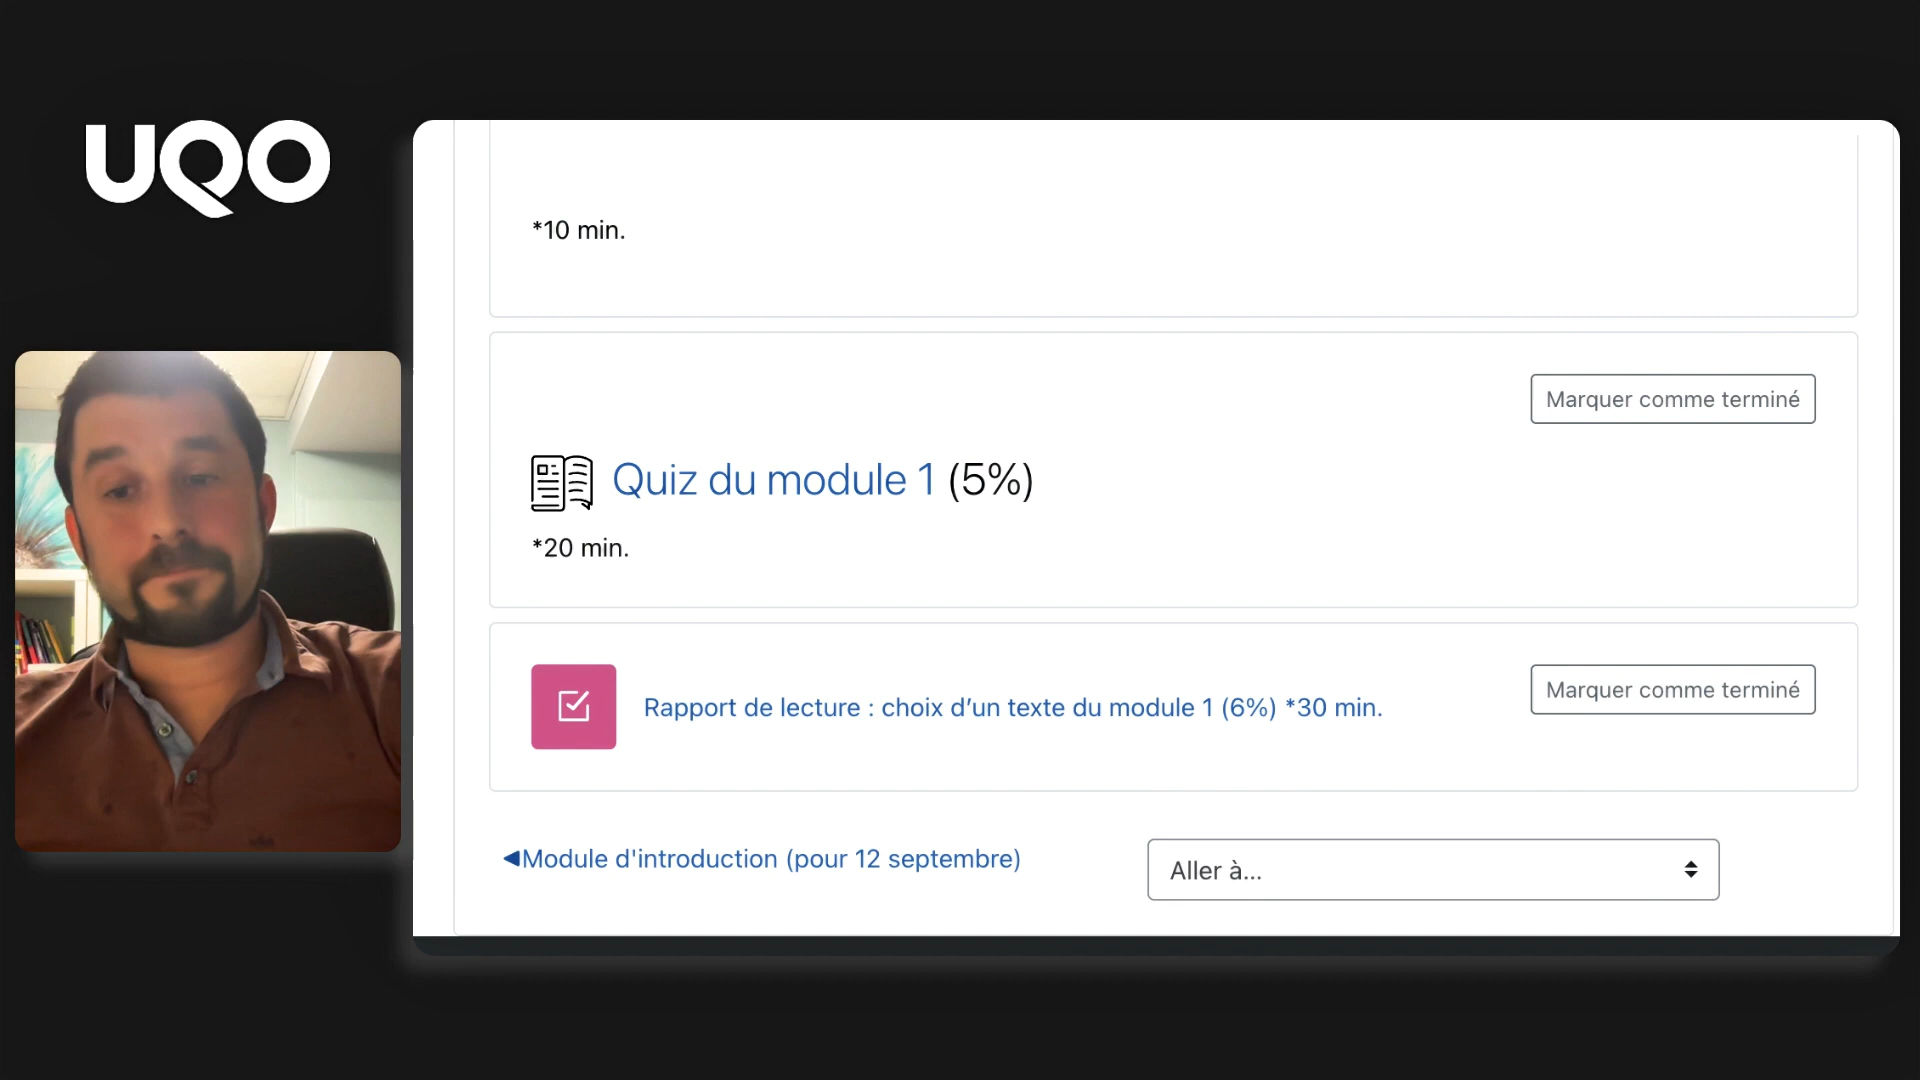 UQO
*10 min.
Marquer comme terminé
Quiz du module 1 (5%)
*20 min.
Marquer comme terminé
Rapport de lecture : choix d’un texte du module 1 (6%) *30 min.
◀Module d'introduction (pour 12 septembre)
Aller à...